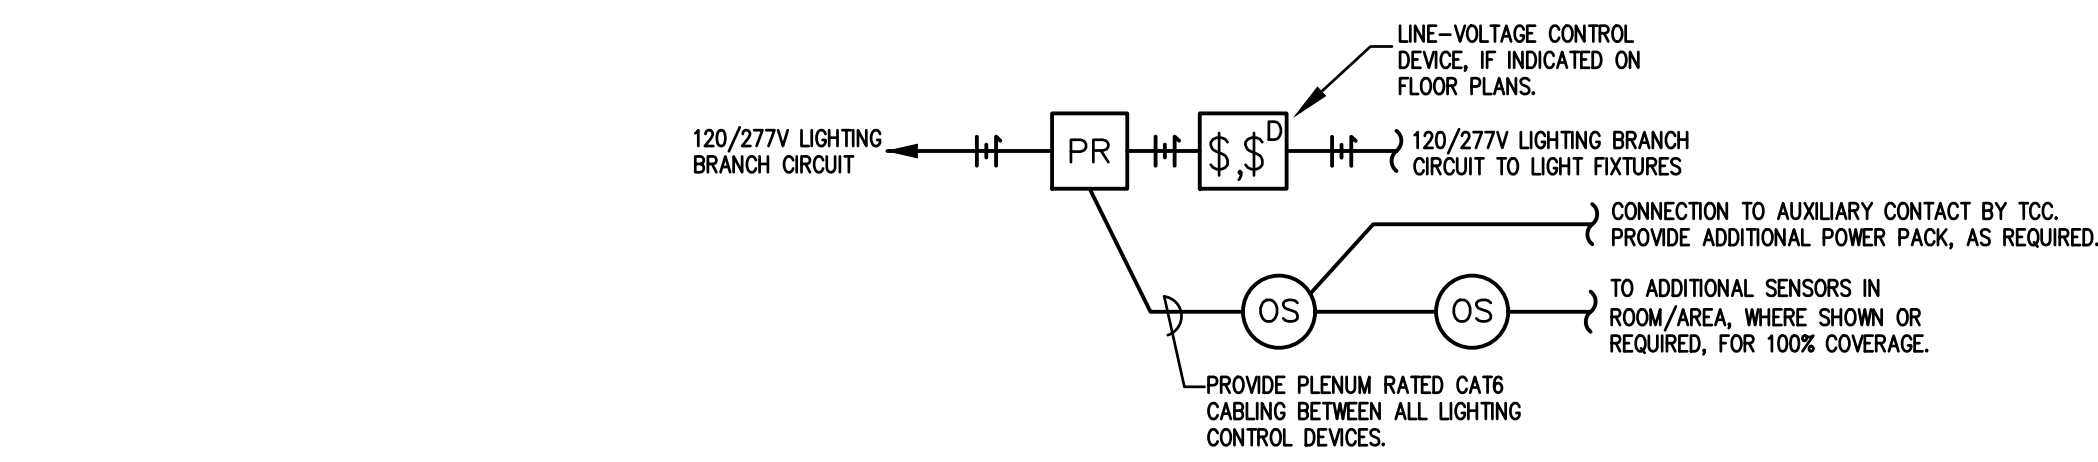 LINE-VOLTAGE CONTROL
DEVICE, IF INDICATED ON
FLOOR PLANS.
120/277V LIGHTING
BRANCH CIRCUIT
PR
$,$D
120/277V LIGHTING BRANCH
CIRCUIT TO LIGHT FIXTURES
CONNECTION TO AUXILIARY CONTACT BY TCC.
PROVIDE ADDITIONAL POWER PACK, AS REQUIRED.
OS
OS
TO ADDITIONAL SENSORS IN
ROOM/AREA, WHERE SHOWN OR
REQUIRED, FOR 100% COVERAGE.
PROVIDE PLENUM RATED CAT6
CABLING BETWEEN ALL LIGHTING
CONTROL DEVICES.